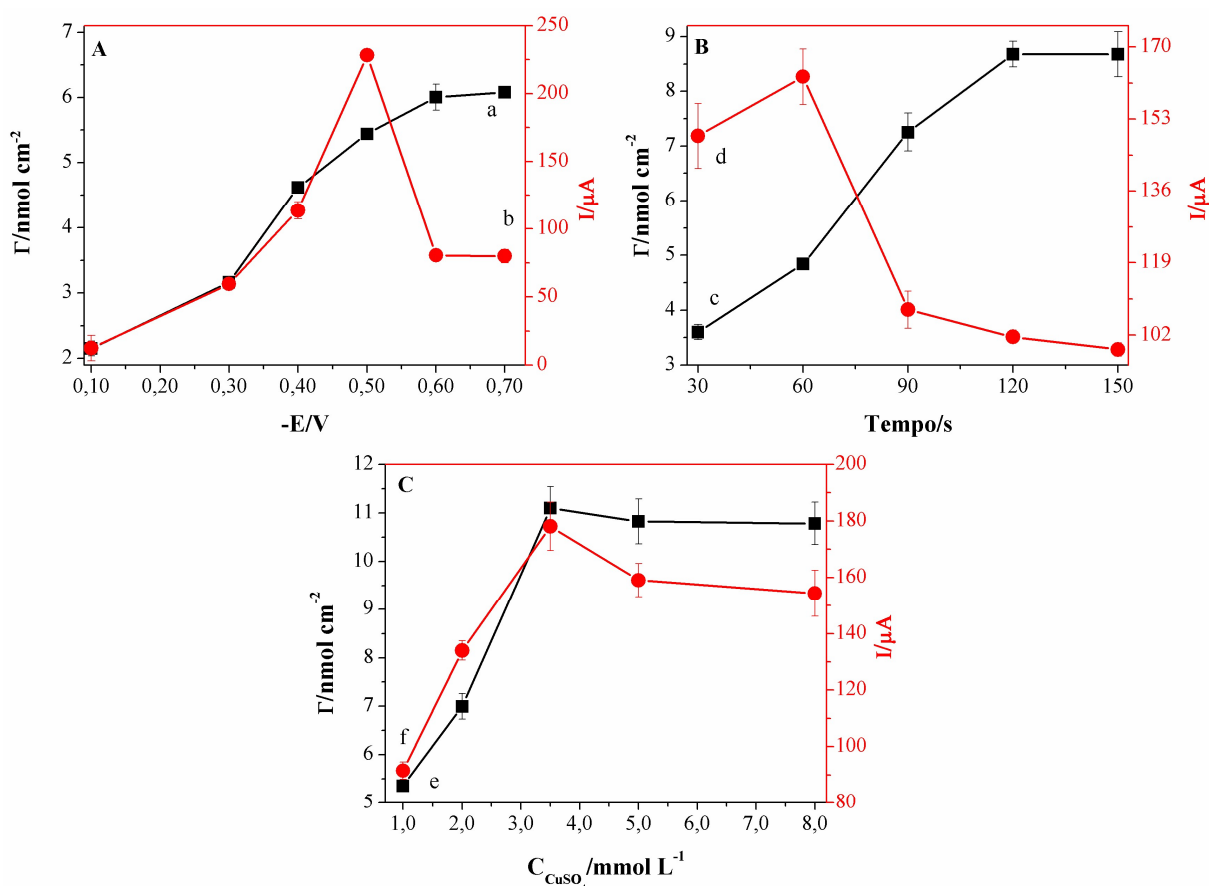 A
Γ/nmol cm⁻²
7
6
5
4
3
2
a
b
250
200
150
100
50
0
I/µA
0,10 0,20 0,30 0,40 0,50 0,60 0,70
-E/V
B
Γ/nmol cm⁻²
9
8
7
6
5
4
3
d
c
170
153
136
119
102
I/µA
30 60 90 120 150
Tempo/s
C
Γ/nmol cm⁻²
12
11
10
9
8
7
6
5
f
e
200
180
160
140
120
100
80
I/µA
1,0 2,0 3,0 4,0 5,0 6,0 7,0 8,0
C CuSO /mmol L⁻¹